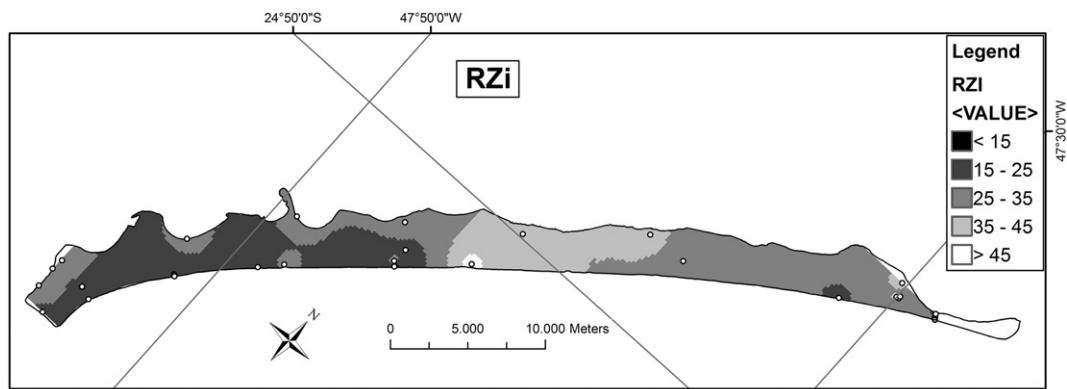 24°50'0"S
47°50'0"W
RZi
Legend
RZI
<VALUE>
< 15
15 - 25
25 - 35
35 - 45
> 45
47°30'0"W
N
0
5.000
10.000 Meters